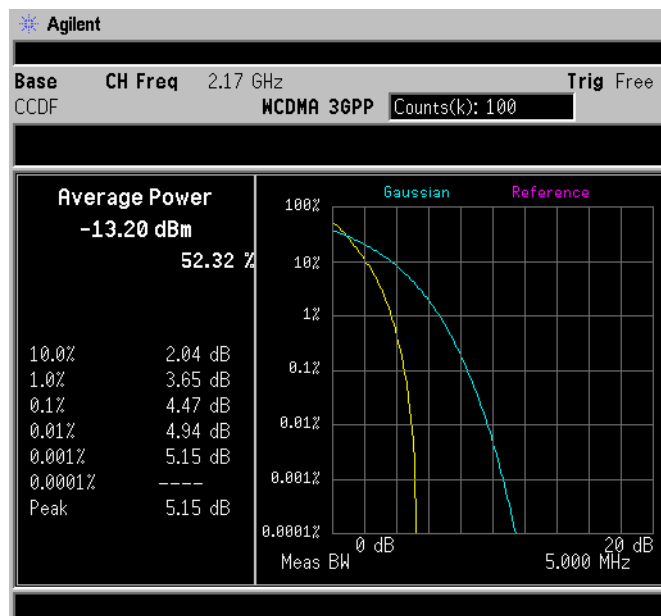 Agilent
Base CH Freq 2.17 GHz Trig Free
CCDF WCDMA 3GPP Counts(k): 100
Average Power
-13.20 dBm
52.32 %
10.0% 2.04 dB
1.0% 3.65 dB
0.1% 4.47 dB
0.01% 4.94 dB
0.001% 5.15 dB
0.0001% ----
Peak 5.15 dB
Gaussian Reference
100%
10%
1%
0.1%
0.01%
0.001%
0.0001%
0 dB 20 dB
Meas BW 5.000 MHz